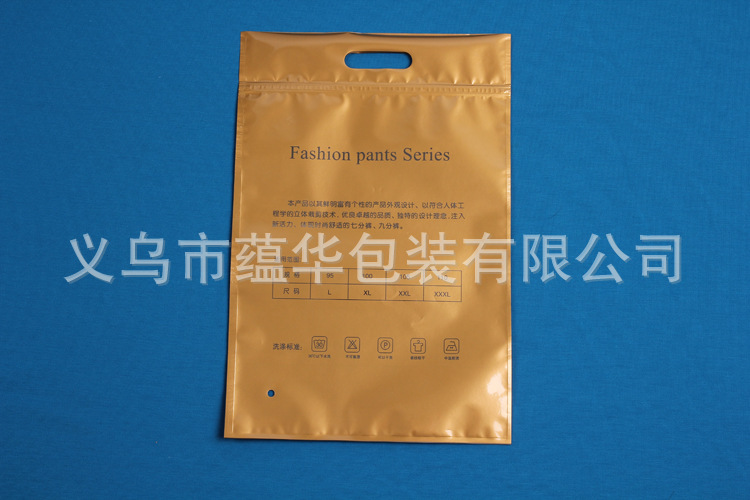 Fashion pants Series
本产品以其鲜明富有个性的产品外观设计、以符合人体工
程学的立体裁剪技术，优良卓越的品质、独特的设计理念，注入
新活力，体现时尚舒适的七分裤，九分裤。
义乌市蕴华包装有限公司
规格 95 100
尺码 L XL XXL XXXL
洗涤标准：